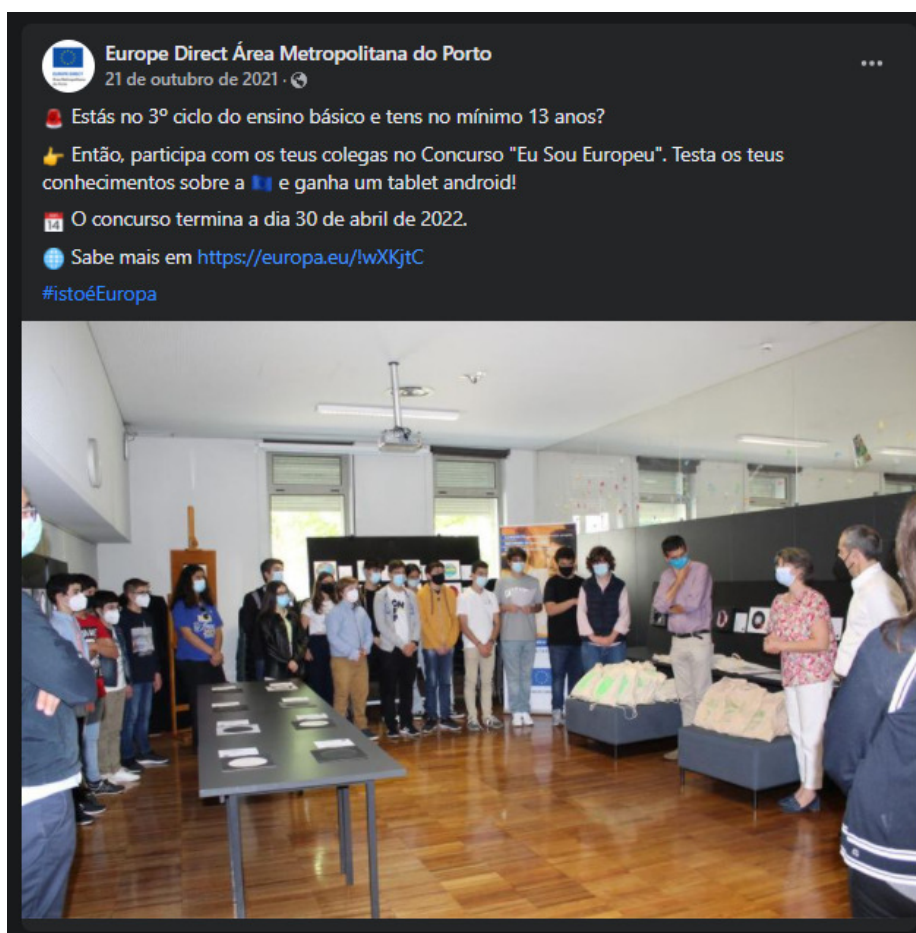 Europe Direct Área Metropolitana do Porto
21 de outubro de 2021 ·
🚨 Estás no 3º ciclo do ensino básico e tens no mínimo 13 anos?
👉 Então, participa com os teus colegas no Concurso "Eu Sou Europeu". Testa os teus
conhecimentos sobre a 🇪🇺 e ganha um tablet android!
📅 O concurso termina a dia 30 de abril de 2022.
🌐 Sabe mais em https://europa.eu/!wXKjtC
#istoéEuropa